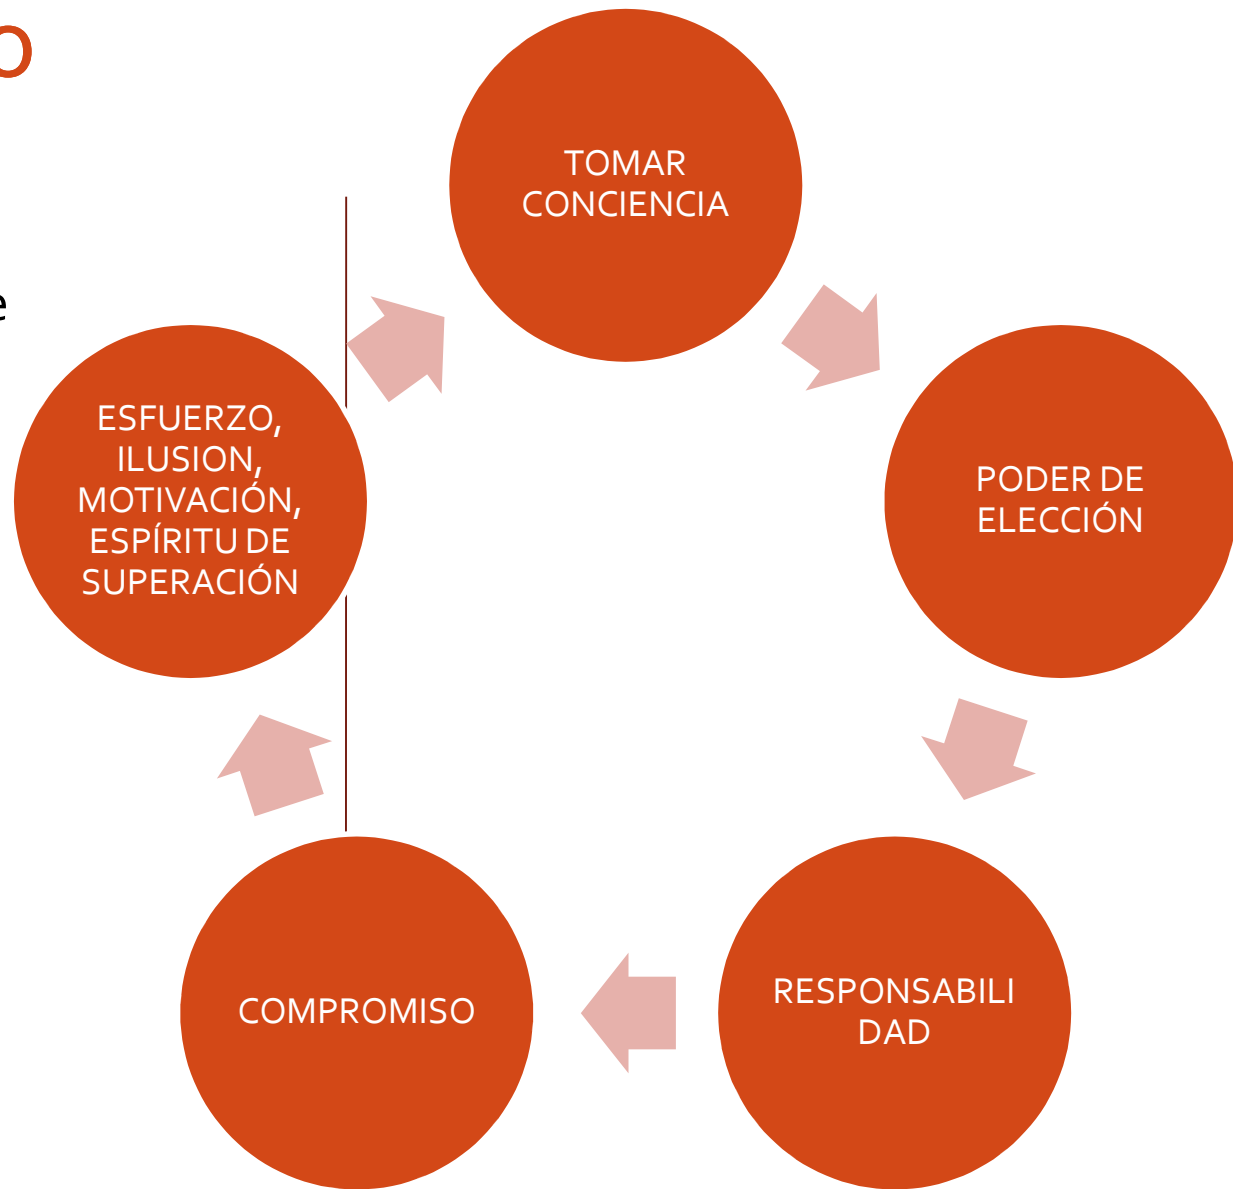 o
e
TOMAR
CONCIENCIA
PODER DE
ELECCIÓN
RESPONSABILI
DAD
COMPROMISO
ESFUERZO,
ILUSION,
MOTIVACIÓN,
ESPÍRITU DE
SUPERACIÓN